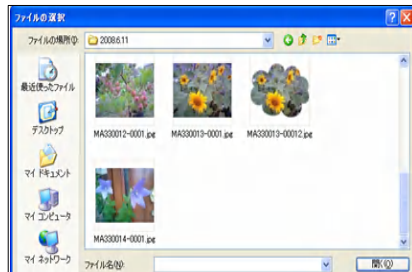 ファイルの選択
ファイルの場所(I):
2008.6.11
最近使ったファイル
デスクトップ
マイ ドキュメント
マイ コンピュータ
マイ ネットワーク
MA330012-0001.jpg
MA330013-0001.jpg
MA330013-00012.jpg
MA330014-0001.jpg
ファイル名(N):
開く(O)